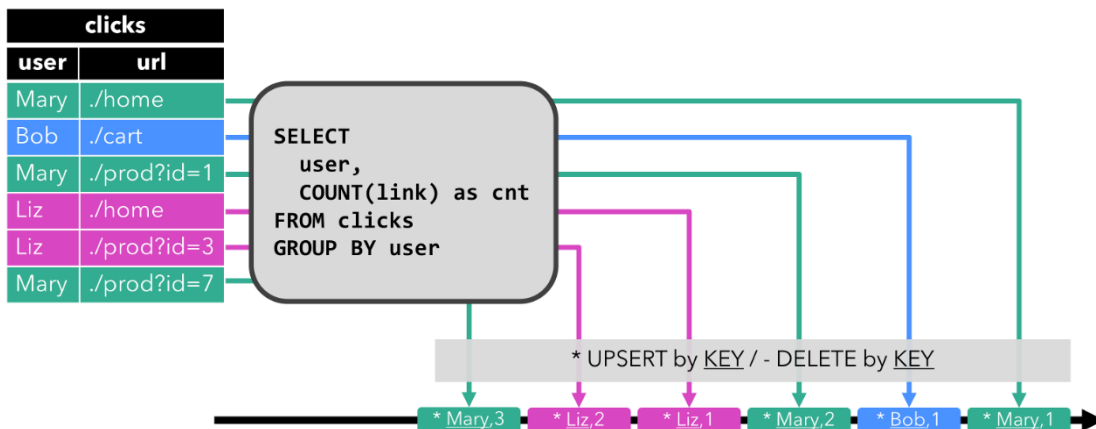 clicks
user url
Mary ./home
Bob ./cart
Mary ./prod?id=1
Liz ./home
Liz ./prod?id=3
Mary ./prod?id=7
SELECT
user,
COUNT(link) as cnt
FROM clicks
GROUP BY user
* UPSERT by KEY / - DELETE by KEY
* Mary,3 * Liz,2 * Liz,1 * Mary,2 * Bob,1 * Mary,1